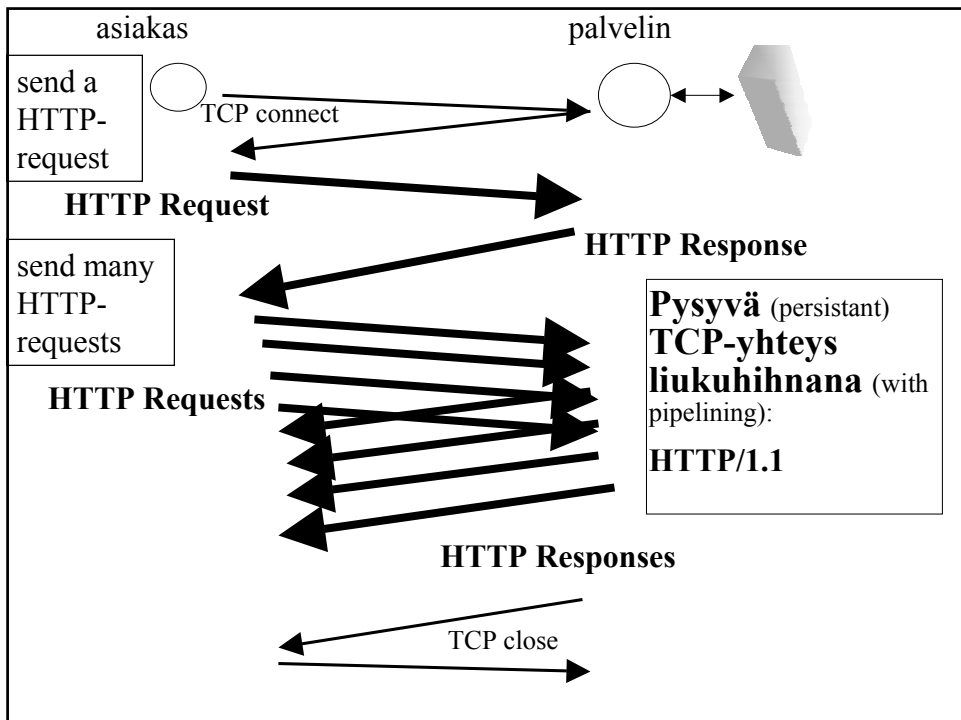 asiakas
palvelin
send a
HTTP-
request
TCP connect
HTTP Request
HTTP Response
send many
HTTP-
requests
Pysyvä (persistant)
TCP-yhteys
liukuhihnana (with
pipelining):
HTTP/1.1
HTTP Requests
HTTP Responses
TCP close